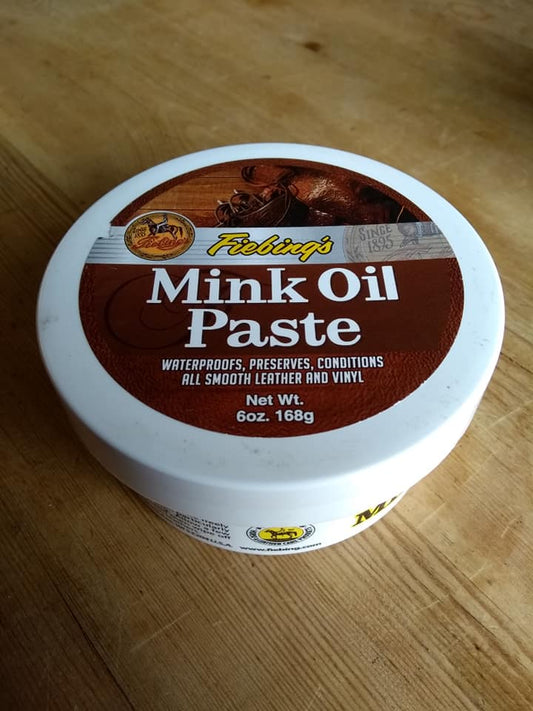 Fiebing's
Fiebing's
SINCE
1895
Mink Oil
Paste
WATERPROOFS, PRESERVES, CONDITIONS
ALL SMOOTH LEATHER AND VINYL
Net Wt.
6oz. 168g
www.fiebing.com